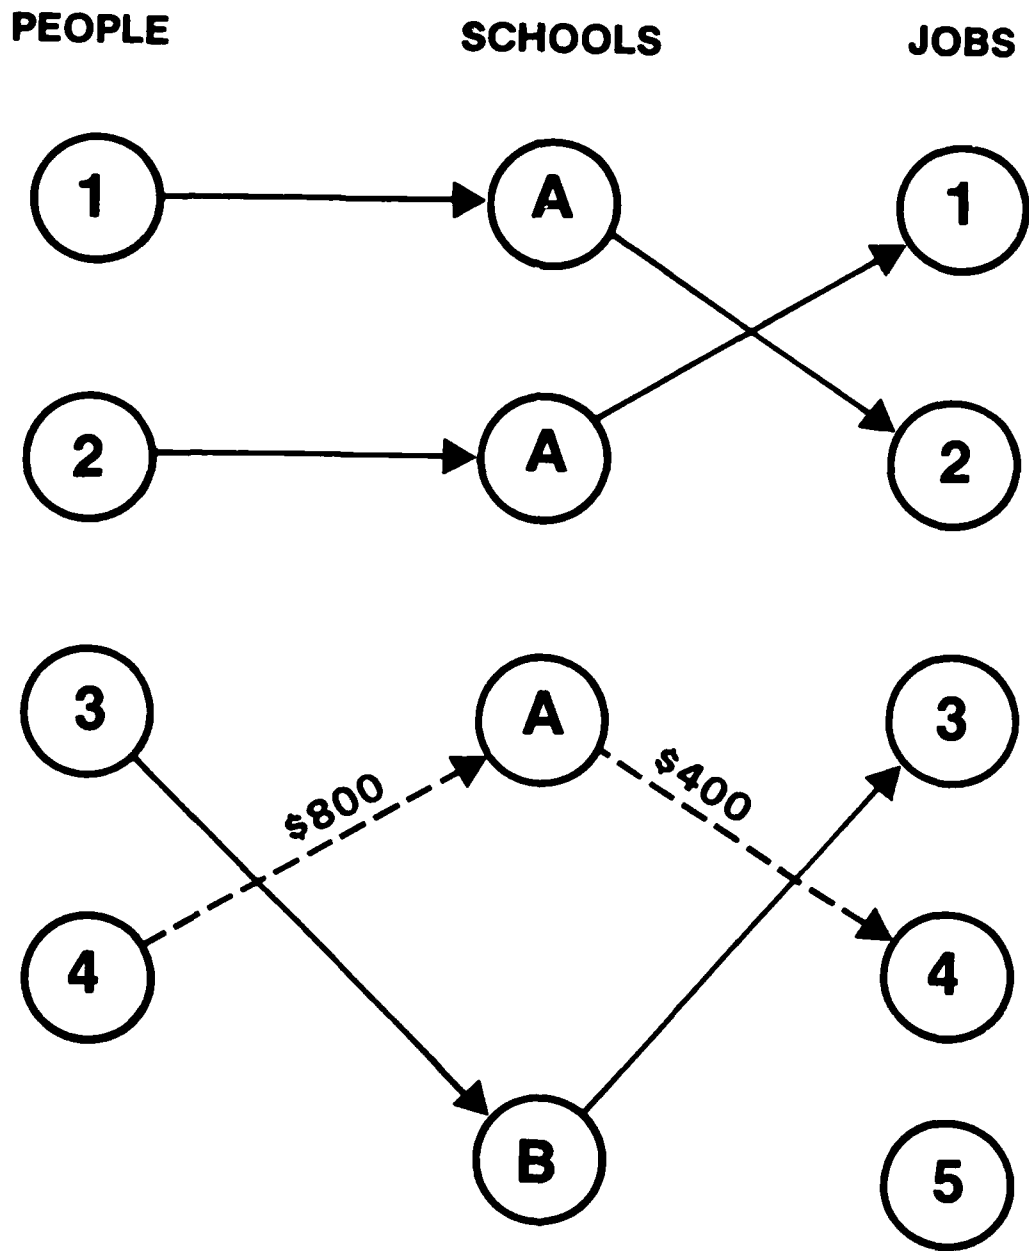 PEOPLE SCHOOLS JOBS
1 A 1
2 A 2
3 A 3
$800 $400
4 4
B 5